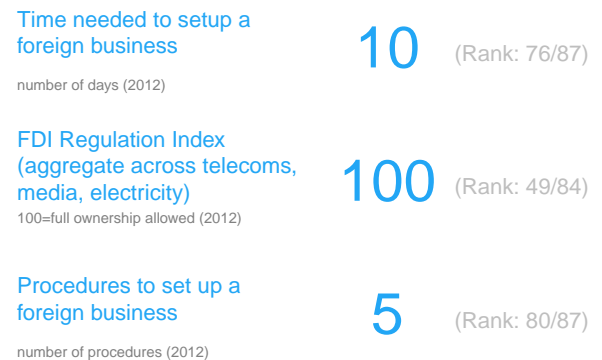 Time needed to setup a
foreign business
number of days (2012)
10
(Rank: 76/87)
FDI Regulation Index
(aggregate across telecoms,
media, electricity)
100=full ownership allowed (2012)
100
(Rank: 49/84)
Procedures to set up a
foreign business
number of procedures (2012)
5
(Rank: 80/87)